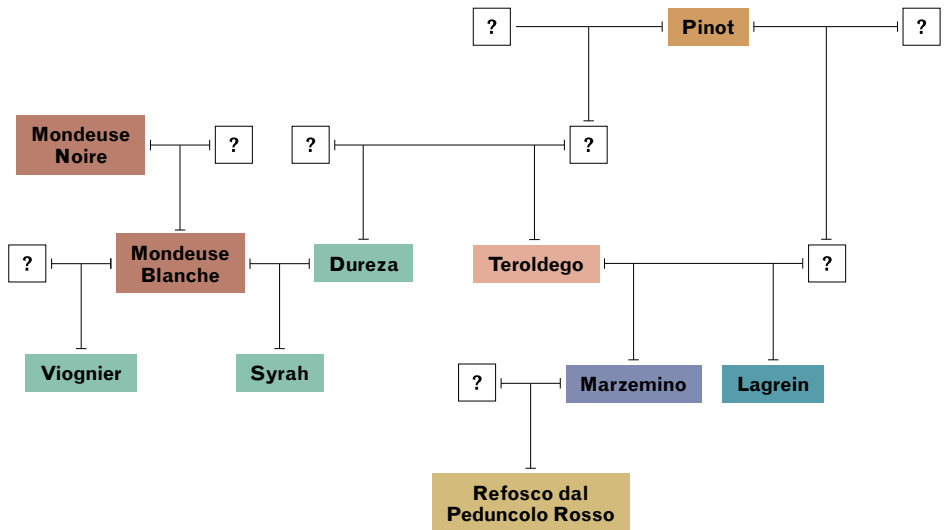 ?
Pinot
?
Mondeuse
Noire
?
?
?
?
Mondeuse
Blanche
Dureza
Teroldego
?
Viognier
Syrah
?
Marzemino
Lagrein
Refosco dal
Peduncolo Rosso